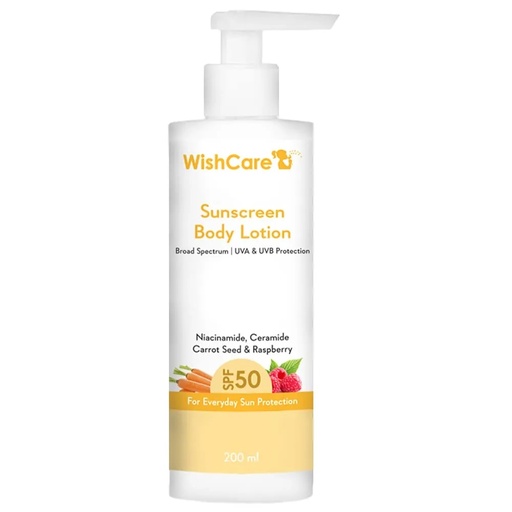 WishCare
Sunscreen
Body Lotion
Broad Spectrum | UVA & UVB Protection
Niacinamide, Ceramide
Carrot Seed & Raspberry
SPF 50
For Everyday Sun Protection
200 ml